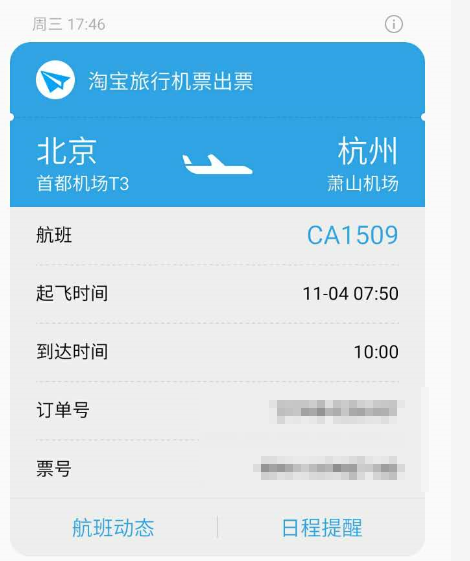 周三 17:46
淘宝旅行机票出票
北京 杭州
首都机场T3 萧山机场
航班 CA1509
起飞时间 11-04 07:50
到达时间 10:00
订单号
票号
航班动态 日程提醒